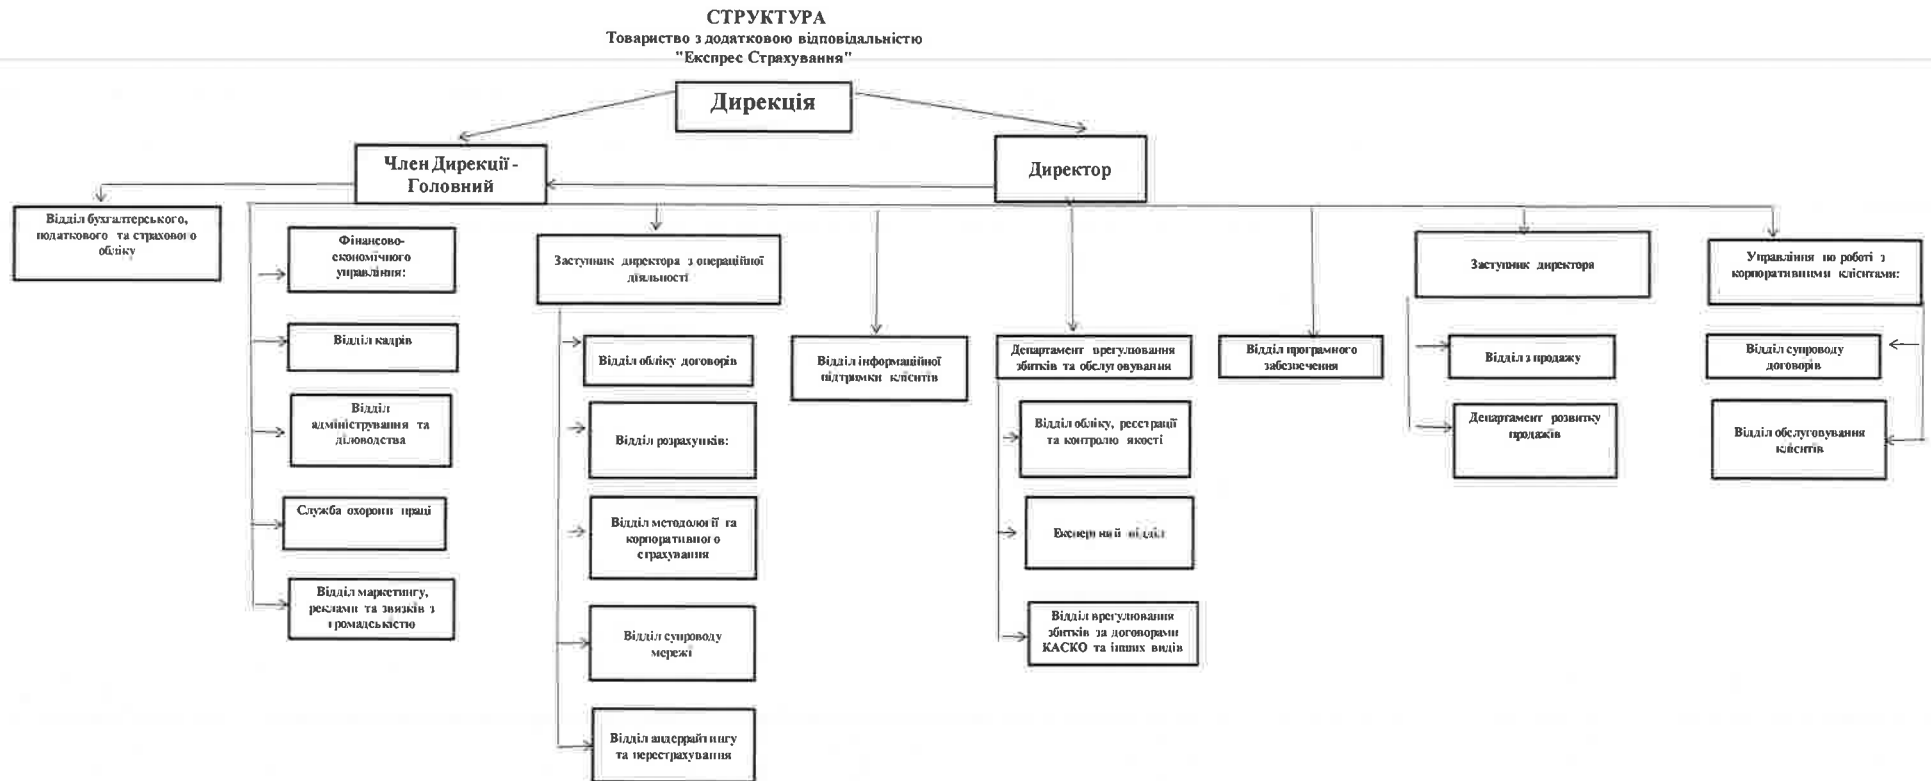 СТРУКТУРА
Товариство з додатковою відповідальністю
"Експрес Страхування"
Дирекція
Член Дирекції -
Головний
Директор
Відділ бухгалтерського,
податкового та страхового
обліку
Фінансово-
економічного
управління:
Відділ кадрів
Відділ
адміністрування та
діловодства
Служба охорони праці
Відділ маркетингу,
реклами та звязків з
громадськістю
Заступник директора з операційної
діяльності
Відділ обліку договорів
Відділ розрахунків:
Відділ методології та
корпоративного
страхування
Відділ супроводу
мережі
Відділ андеррайтингу
та перестрахування
Відділ інформаційної
підтримки клієнтів
Департамент врегулювання
збитків та обслуговування
Відділ обліку, реєстрації
та контролю якості
Експертний відділ
Відділ врегулювання
збитків за договорами
КАСКО та інших видів
Відділ програмного
забезпечення
Заступник директора
Відділ з продажу
Департамент розвитку
продажів
Управління по роботі з
корпоративними клієнтами:
Відділ супроводу
договорів
Відділ обслуговування
клієнтів